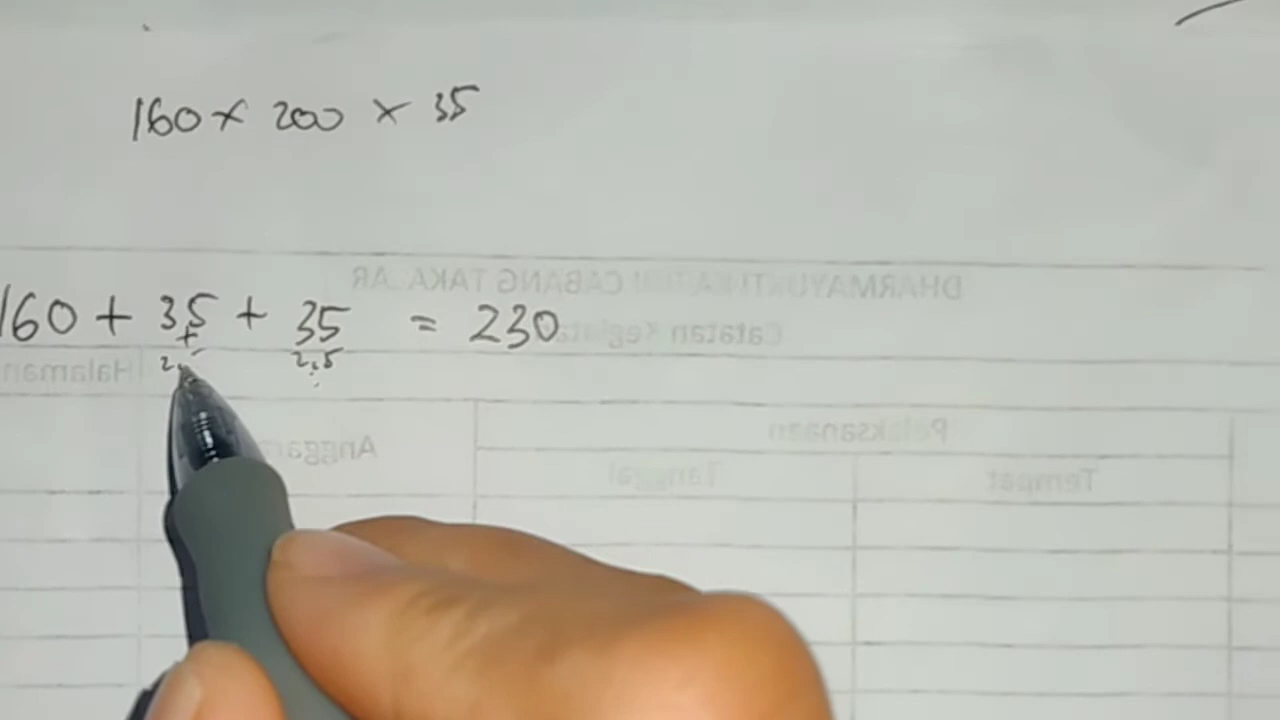 160 x 200 x 35
160 + 35 + 35 = 230
2,5
DHARMAYUKTI KARINI CABANG TAKALAR
Catatan Kegiatan
Halaman
Pelaksanaan
Tanggal
Tempat